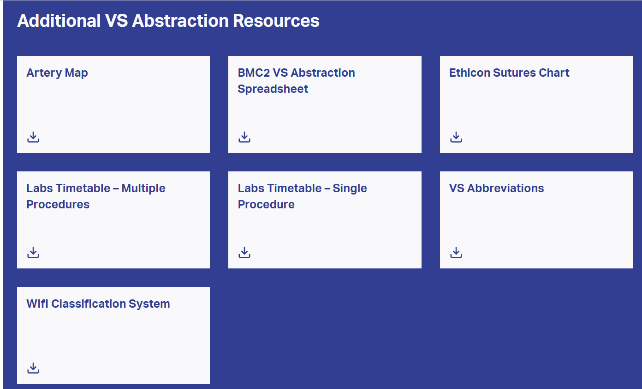 Additional VS Abstraction Resources
Artery Map
BMC2 VS Abstraction
Spreadsheet
Ethicon Sutures Chart
Labs Timetable – Multiple
Procedures
Labs Timetable – Single
Procedure
VS Abbreviations
WIfI Classification System